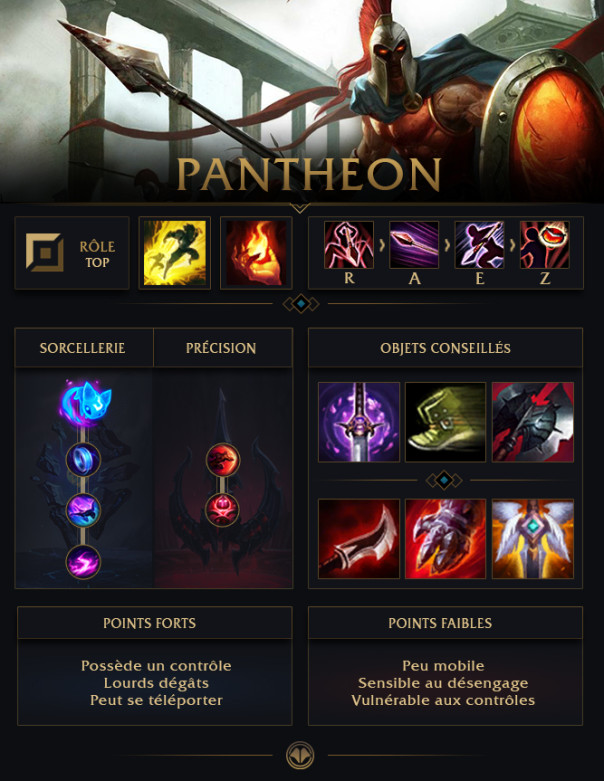 PANTHEON
RÔLE
TOP
R A E Z
SORCELLERIE PRÉCISION
OBJETS CONSEILLÉS
POINTS FORTS
Possède un contrôle
Lourds dégâts
Peut se téléporter
POINTS FAIBLES
Peu mobile
Sensible au désengage
Vulnérable aux contrôles